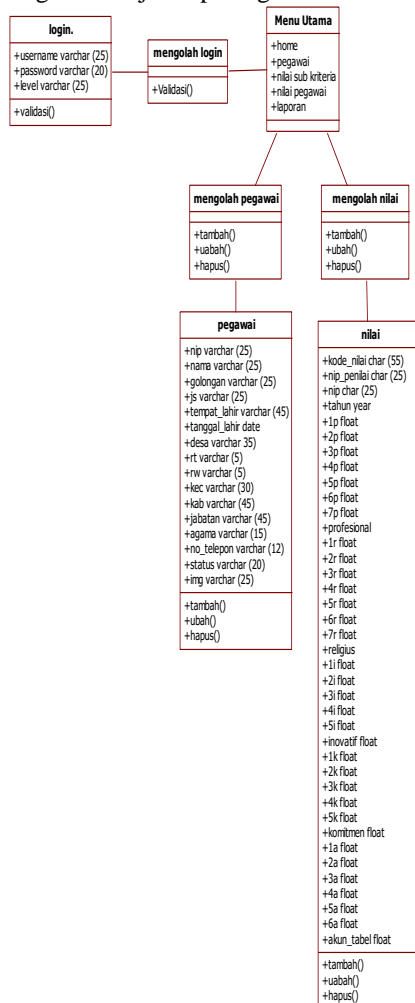 login.
+username varchar (25)
+password varchar (20)
+level varchar (25)
+validasi()
mengolah login
+Validasi()
Menu Utama
+home
+pegawai
+nilai sub kriteria
+nilai pegawai
+laporan
mengolah pegawai
+tambah()
+uabah()
+hapus()
mengolah nilai
+tambah()
+ubah()
+hapus()
pegawai
+nip varchar (25)
+nama varchar (25)
+golongan varchar (25)
+js varchar (25)
+tempat_lahir varchar (45)
+tanggal_lahir date
+desa varchar 35)
+rt varchar (5)
+rw varchar (5)
+kec varchar (30)
+kab varchar (45)
+jabatan varchar (45)
+agama varchar (15)
+no_telepon varchar (12)
+status varchar (20)
+img varchar (25)
+tambah()
+ubah()
+hapus()
nilai
+kode_nilai char (55)
+nip_penilai char (25)
+nip char (25)
+tahun year
+1p float
+2p float
+3p float
+4p float
+5p float
+6p float
+7p float
+profesional
+1r float
+2r float
+3r float
+4r float
+5r float
+6r float
+7r float
+religius
+1i float
+2i float
+3i float
+4i float
+5i float
+inovatif float
+1k float
+2k float
+3k float
+4k float
+5k float
+komitmen float
+1a float
+2a float
+3a float
+4a float
+5a float
+6a float
+akun_tabel float
+tambah()
+uabah()
+hapus()